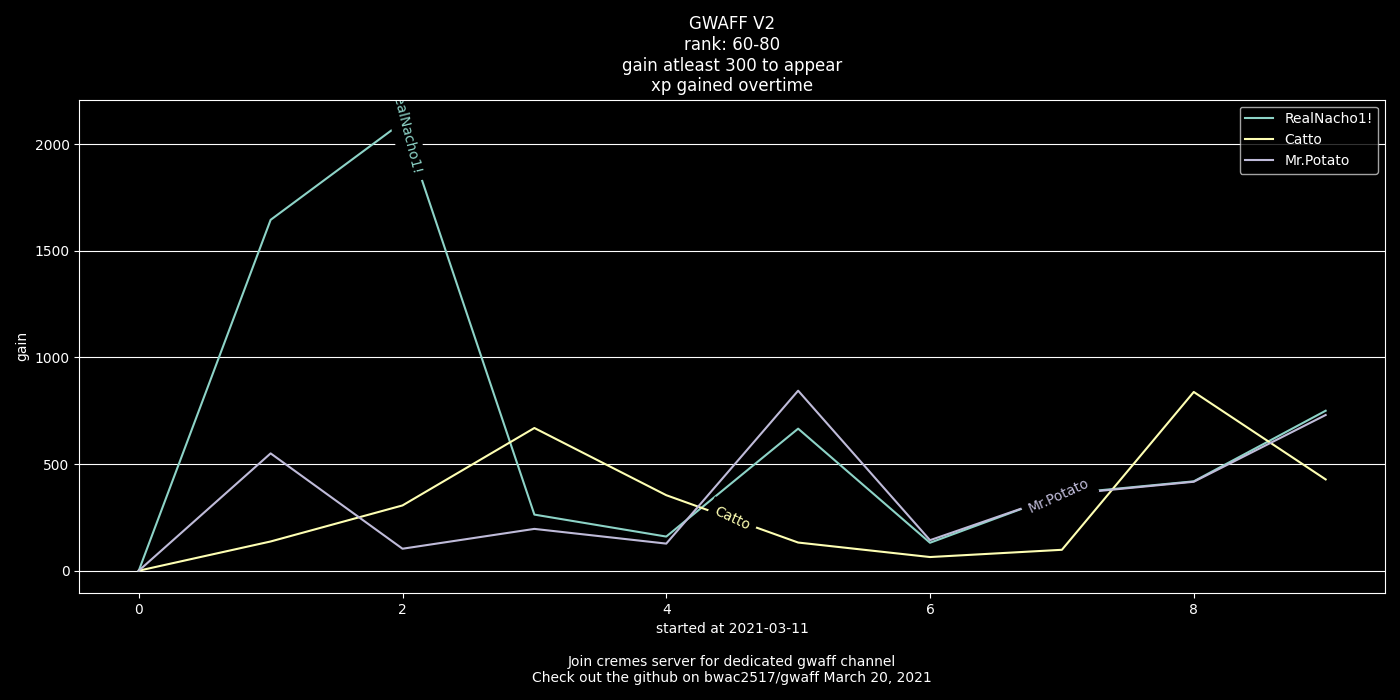 GWAFF V2
rank: 60-80
gain atleast 300 to appear
xp gained overtime
ealNacho1!
RealNacho1!
Catto
Mr.Potato
2000
1500
1000
500
0
gain
Catto
Mr.Potato
0 2 4 6 8
started at 2021-03-11
Join cremes server for dedicated gwaff channel
Check out the github on bwac2517/gwaff March 20, 2021